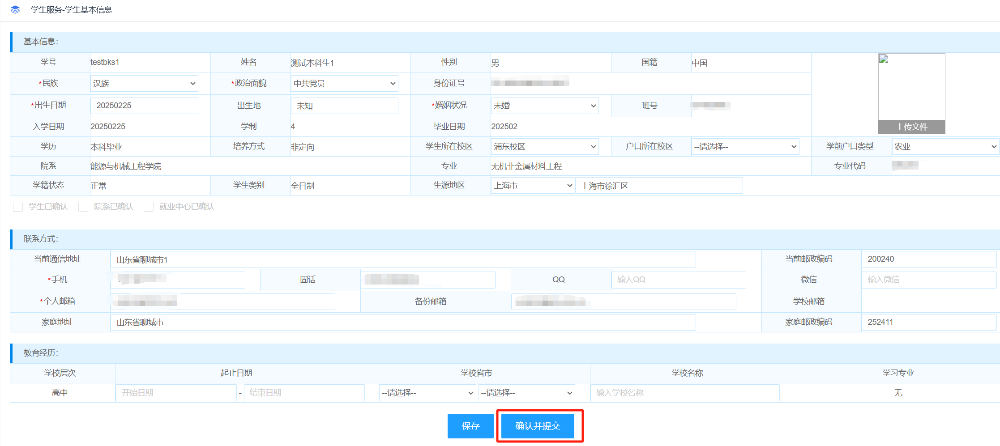 学生服务-学生基本信息
基本信息:
学号 testbks1 姓名 测试本科生1 性别 男 国籍 中国
*民族 汉族 *政治面貌 中共党员 身份证号
*出生日期 20250225 出生地 未知 *婚姻状况 未婚 班号
入学日期 20250225 学制 4 毕业日期 202502 上传文件
学历 本科毕业 培养方式 非定向 学生所在校区 浦东校区 户口所在校区 --请选择-- 学前户口类型 农业
院系 能源与机械工程学院 专业 无机非金属材料工程 专业代码
学籍状态 正常 学生类别 全日制 生源地区 上海市 上海市徐汇区
学生已确认 院系已确认 就业中心已确认
联系方式:
当前通信地址 山东省聊城市1 当前邮政编码 200240
*手机 固话 QQ 输入QQ 微信 输入微信
*个人邮箱 备份邮箱 学校邮箱
家庭地址 山东省聊城市 家庭邮政编码 252411
教育经历:
学校层次 起止日期 学校省市 学校名称 学习专业
高中 开始日期 - 结束日期 --请选择-- --请选择-- 输入学校名称 无
保存 确认并提交